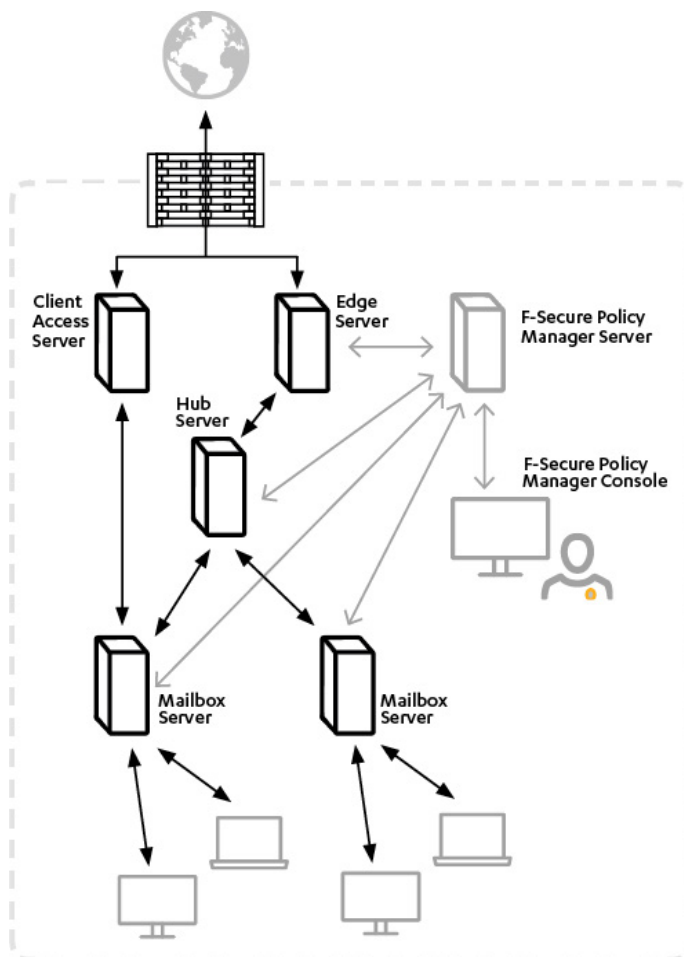 Client
Access
Server
Edge
Server
F-Secure Policy
Manager Server
Hub
Server
F-Secure Policy
Manager Console
Mailbox
Server
Mailbox
Server